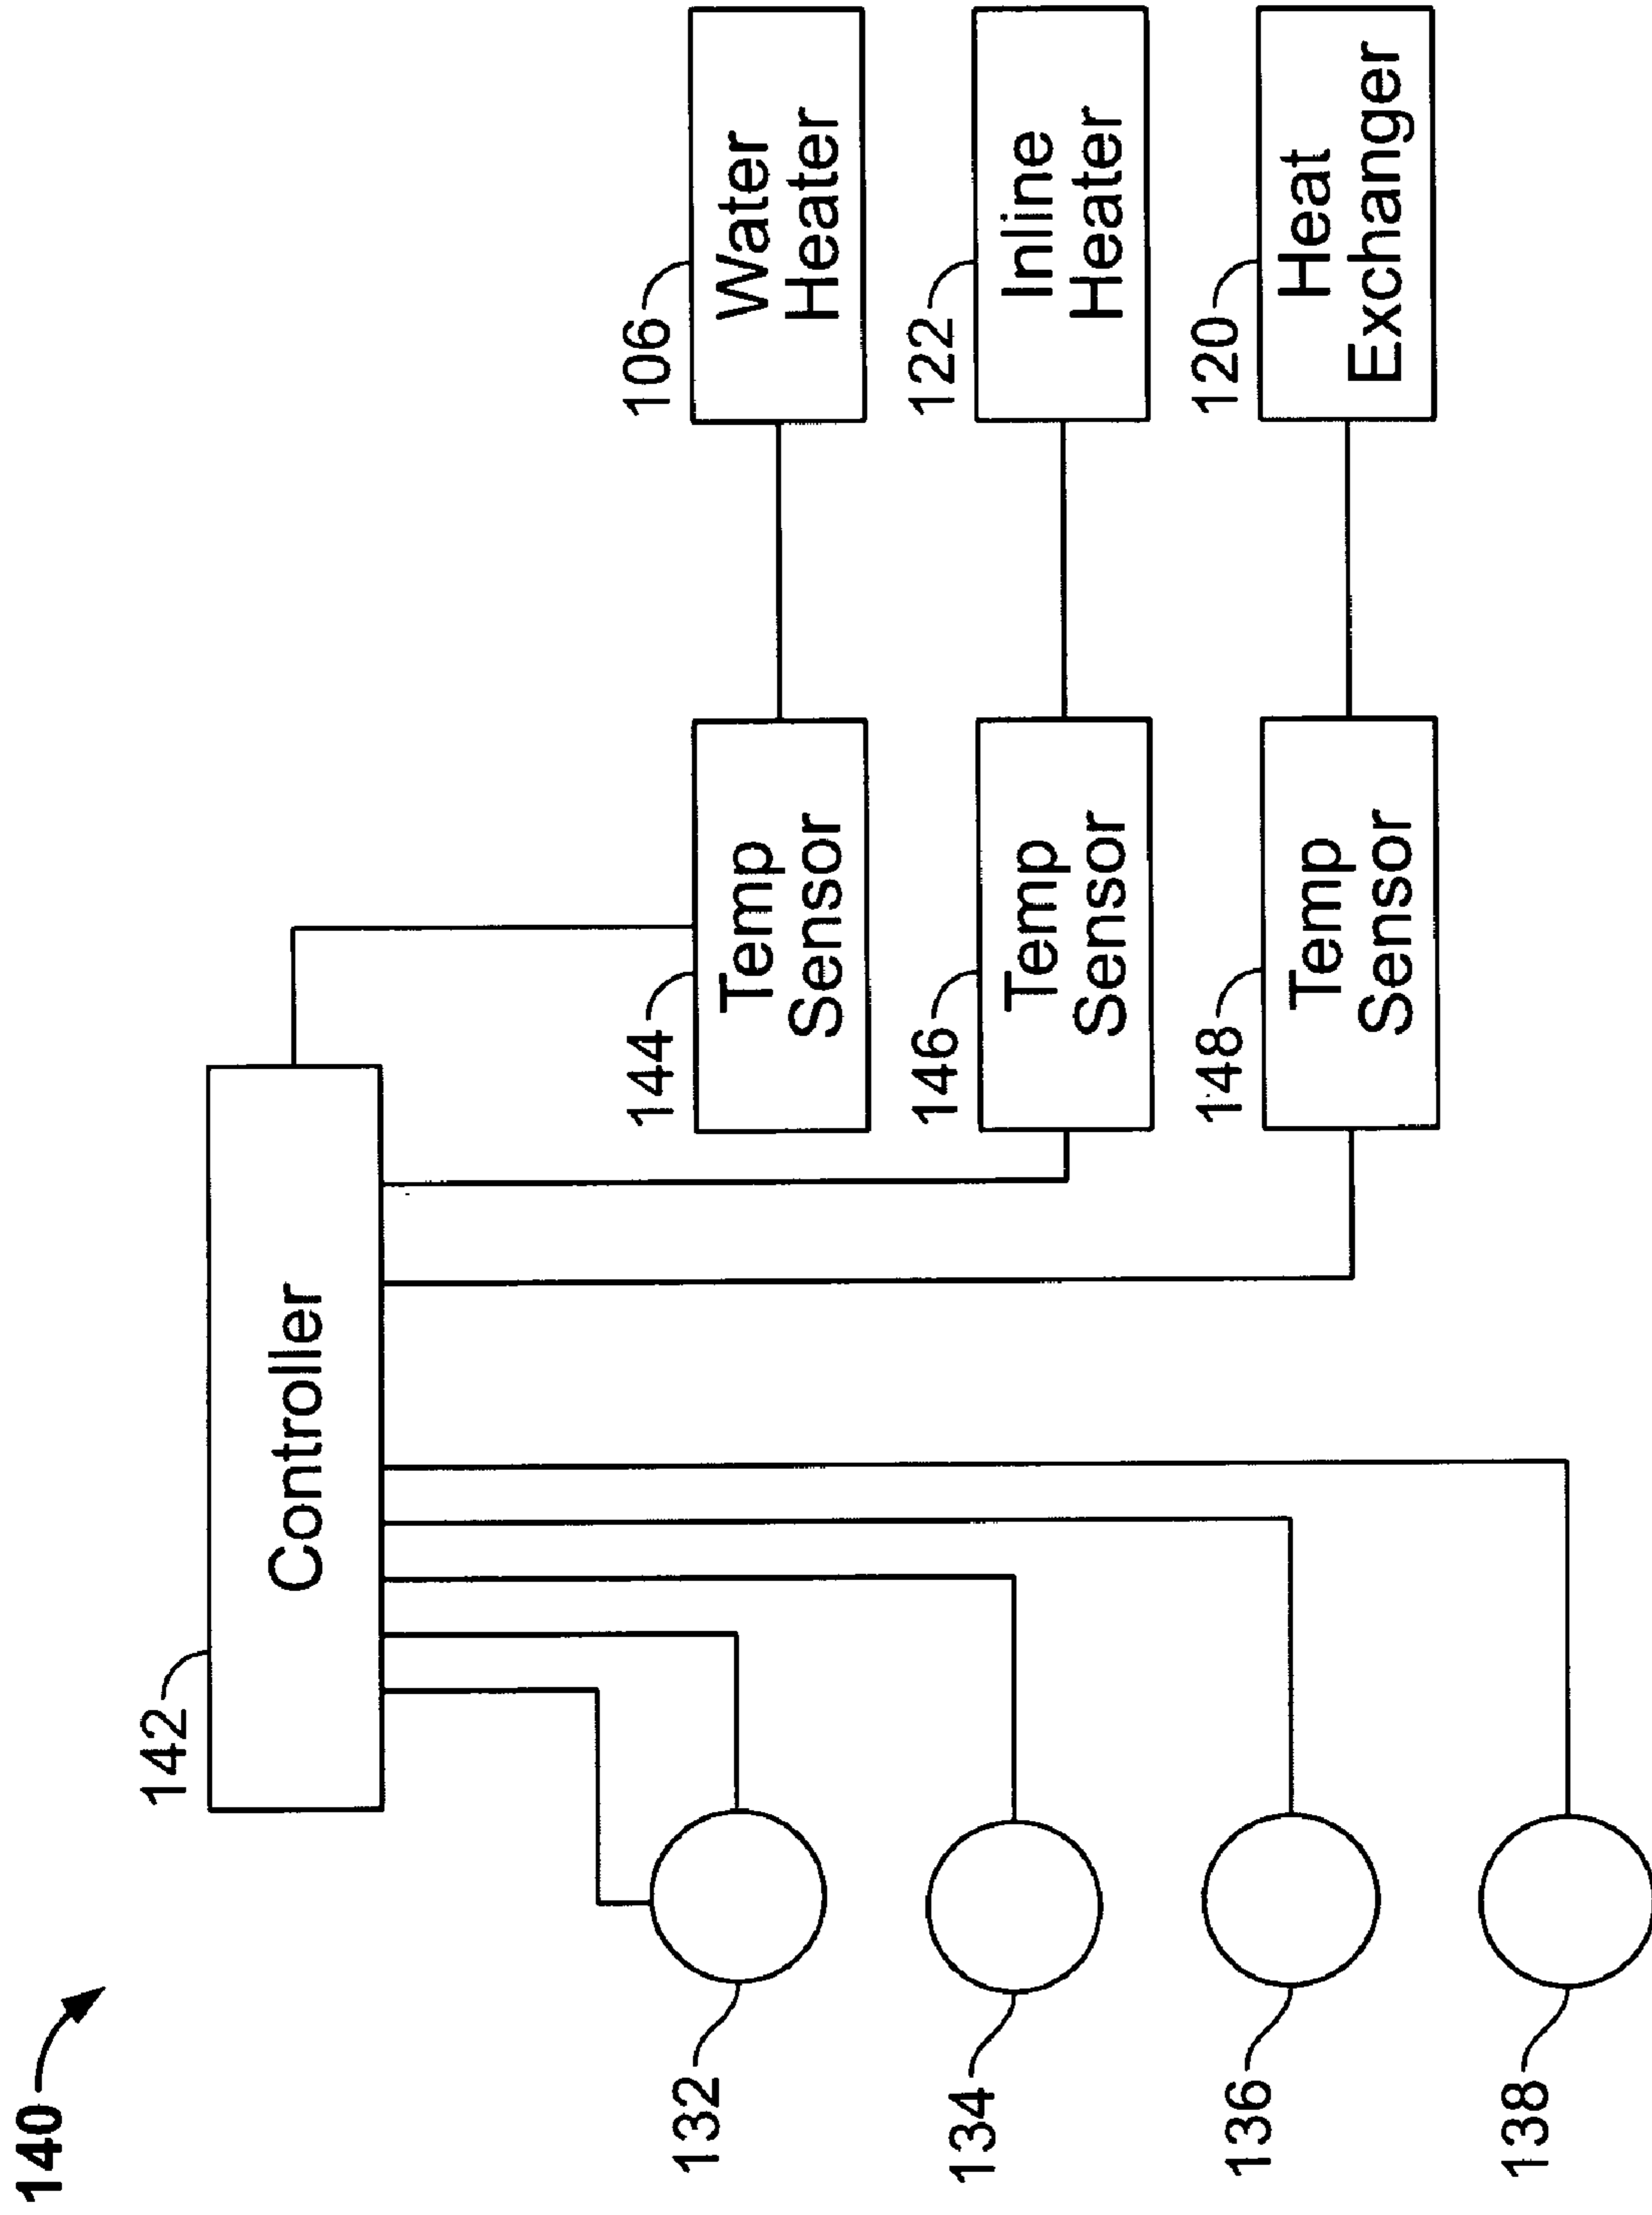 140
142
Controller
132
134
136
138
144
Temp
Sensor
146
Temp
Sensor
148
Temp
Sensor
106
Water
Heater
122
Inline
Heater
120
Heat
Exchanger